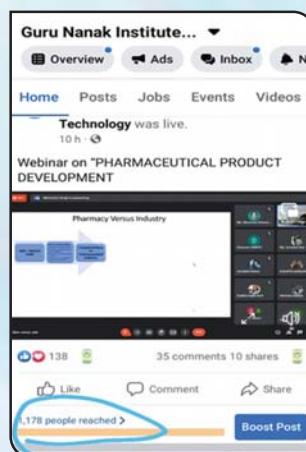 Guru Nanak Institute...
Overview Ads Inbox N
Home Posts Jobs Events Videos
Technology was live.
10 h
Webinar on "PHARMACEUTICAL PRODUCT
DEVELOPMENT
Pharmacy Versus Industry
138 35 comments 10 shares
Like Comment Share
1,178 people reached >
Boost Post